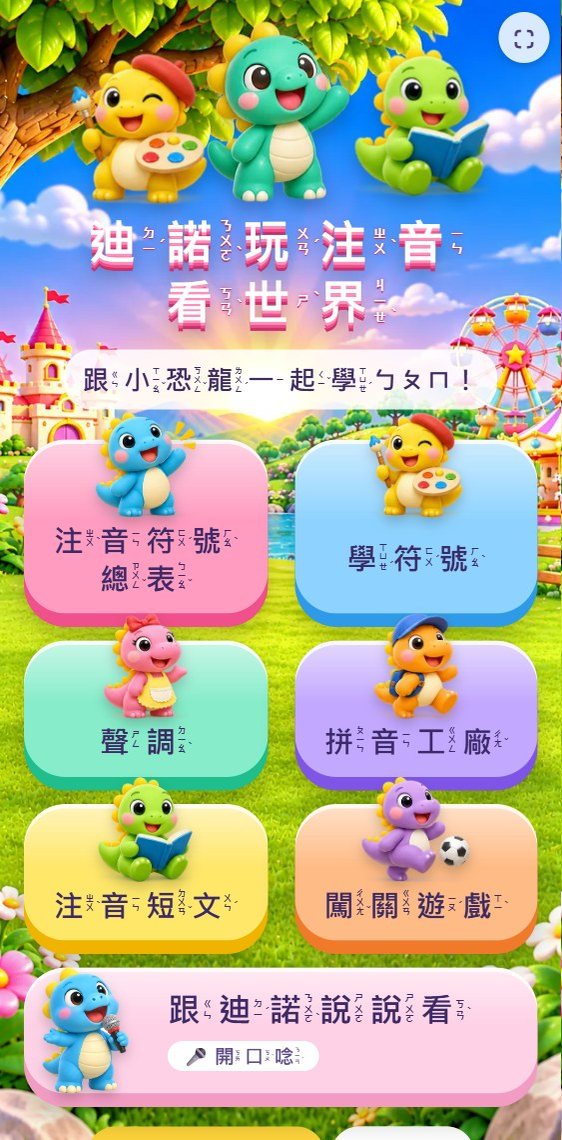 迪諾玩注音
看世界
跟小恐龍一起學ㄅㄆㄇ！
注音符號
總表
學符號
聲調
拼音工廠
注音短文
闖關遊戲
跟迪諾說說看
🎤 開口唸